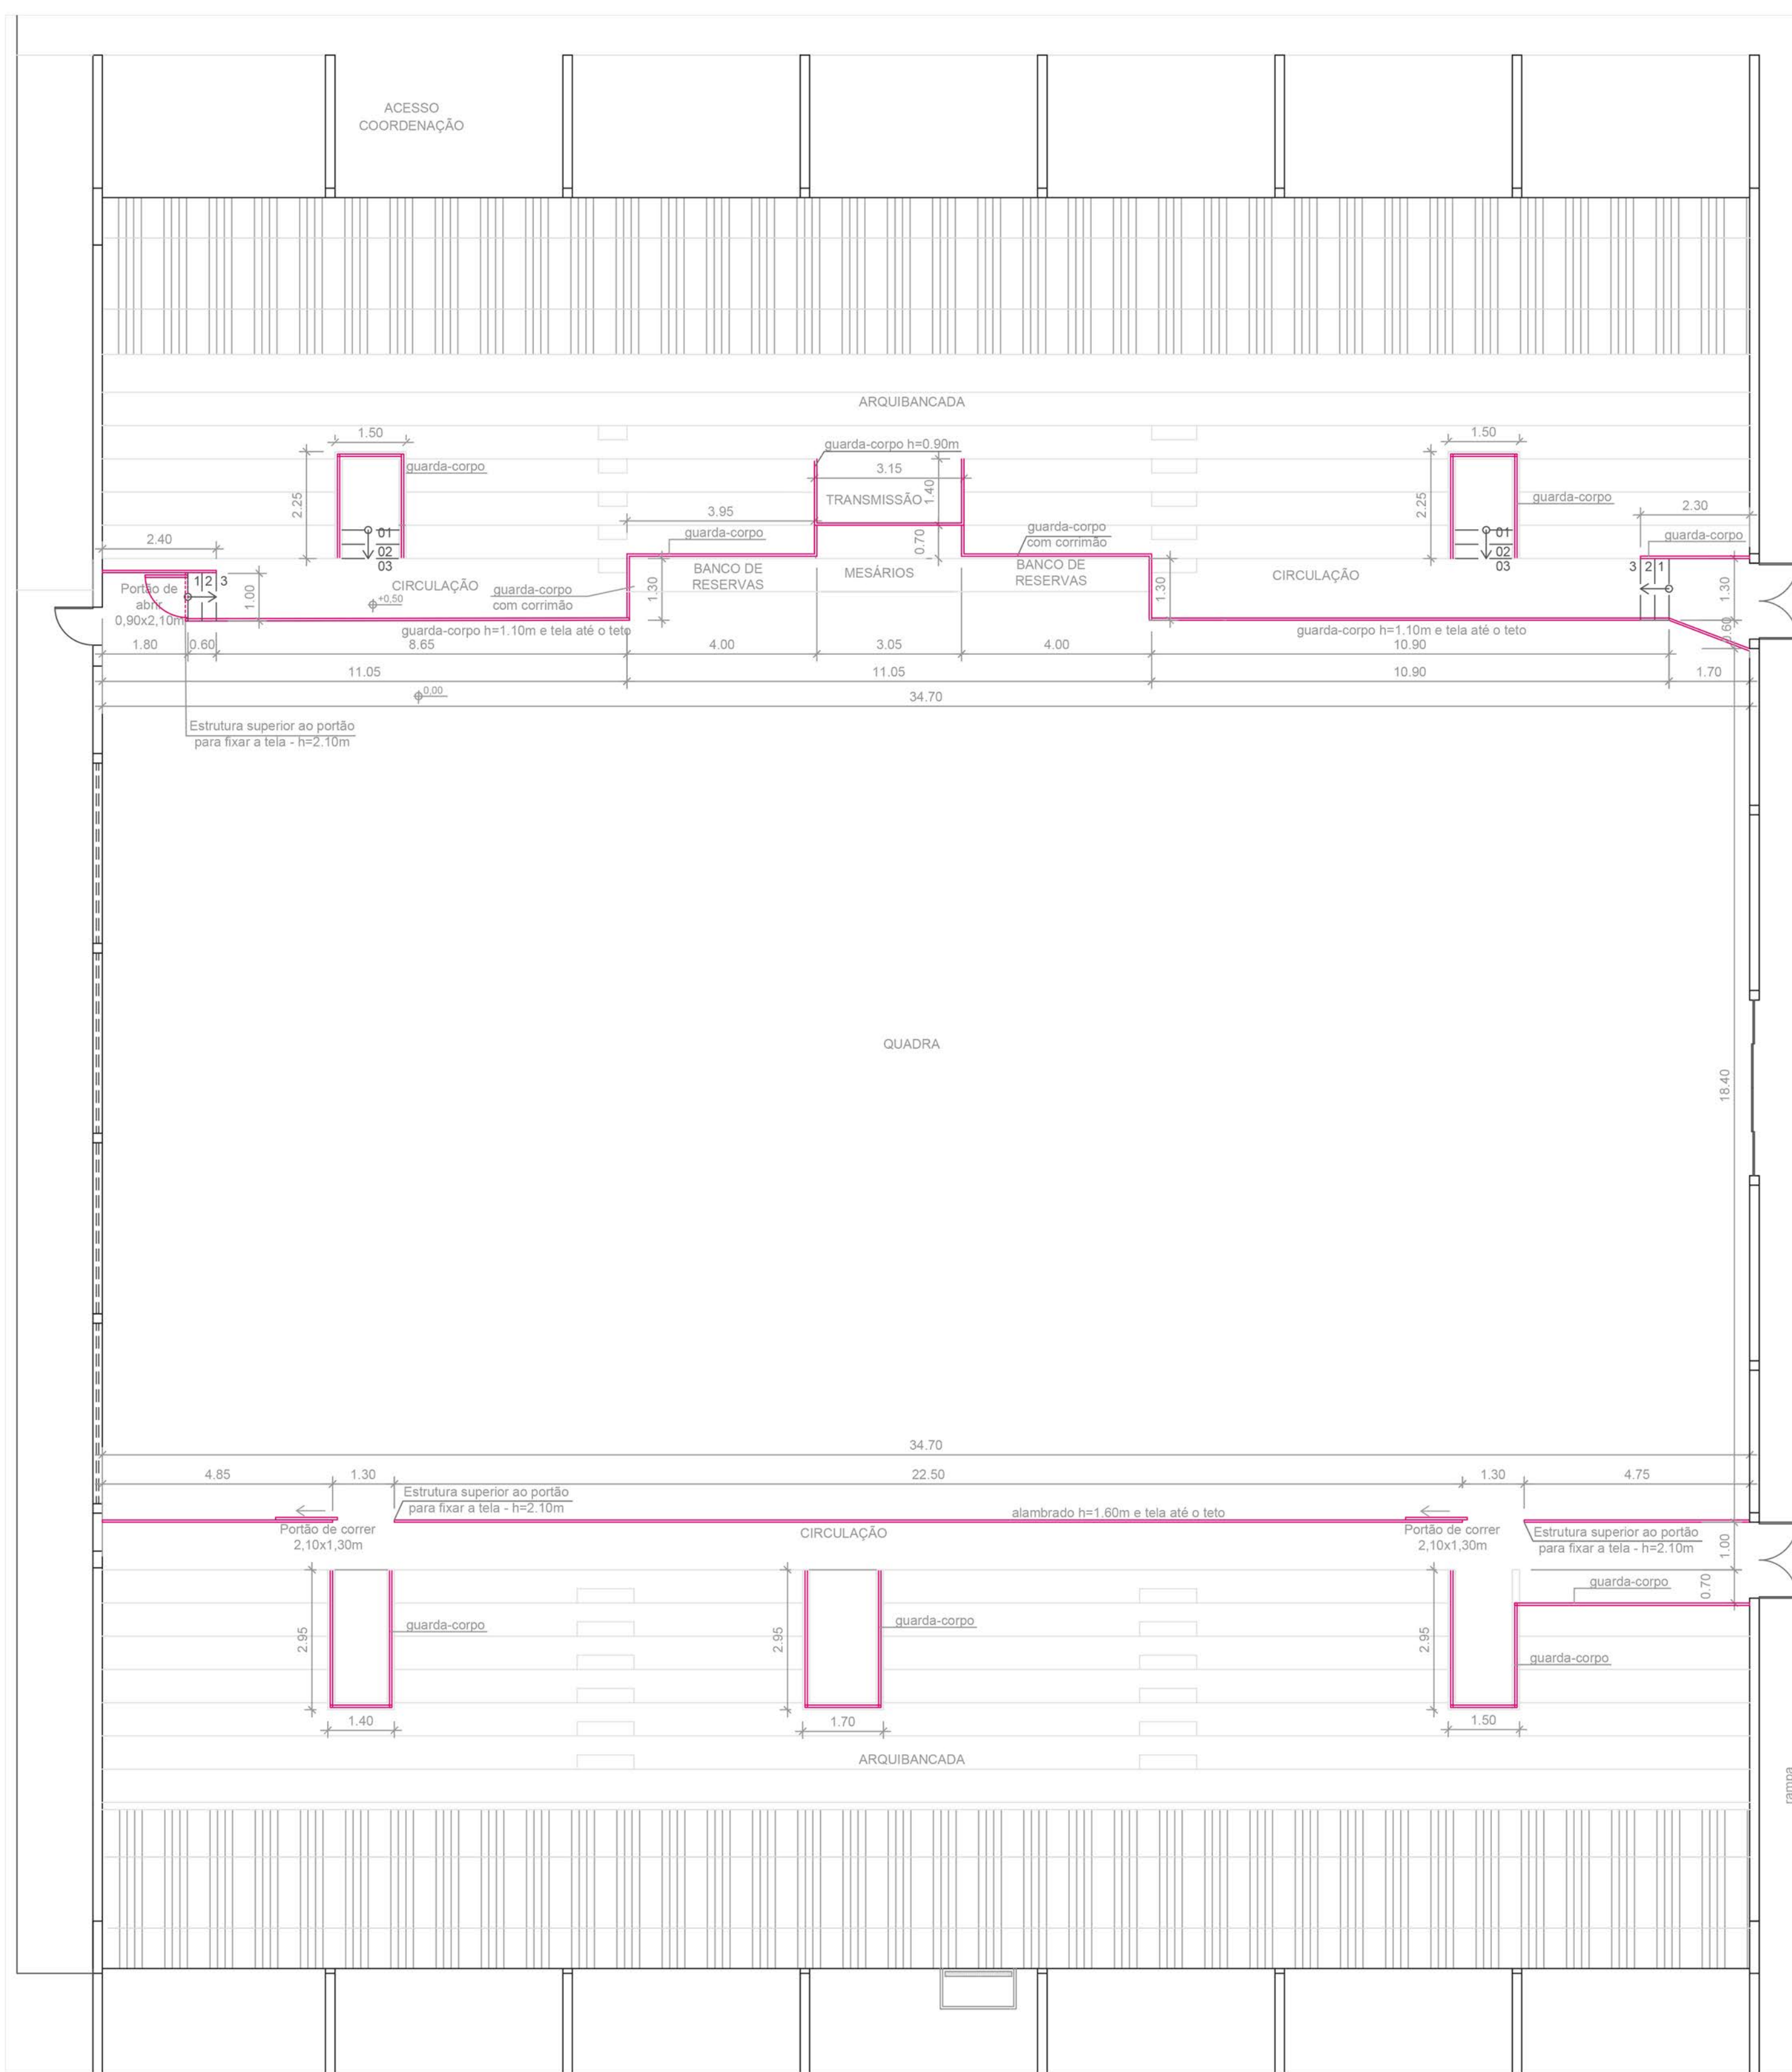 ACESSO
COORDENAÇÃO
ARQUIBANCADA
1.50
guarda-corpo
2.25
01
02
03
guarda-corpo h=0.90m
3.15
TRANSMISSÃO
1.40
3.95
guarda-corpo
0.70
guarda-corpo
com corrimão
1.50
2.25
guarda-corpo
01
02
03
2.30
guarda-corpo
2.40
Portão de
abrir
0,90x2,10m
1 2 3
1.00
CIRCULAÇÃO
+0,50
guarda-corpo
com corrimão
1.30
BANCO DE
RESERVAS
MESÁRIOS
BANCO DE
RESERVAS
1.30
CIRCULAÇÃO
3 2 1
1.30
0.60
guarda-corpo h=1.10m e tela até o teto
guarda-corpo h=1.10m e tela até o teto
1.80
0.60
8.65
4.00
3.05
4.00
10.90
11.05
11.05
10.90
1.70
0,00
34.70
Estrutura superior ao portão
para fixar a tela - h=2.10m
QUADRA
18.40
34.70
4.85
1.30
22.50
1.30
4.75
Estrutura superior ao portão
para fixar a tela - h=2.10m
alambrado h=1.60m e tela até o teto
Portão de correr
2,10x1,30m
CIRCULAÇÃO
Portão de correr
2,10x1,30m
Estrutura superior ao portão
para fixar a tela - h=2.10m
1.00
guarda-corpo
0.70
2.95
guarda-corpo
2.95
guarda-corpo
2.95
guarda-corpo
1.40
1.70
1.50
ARQUIBANCADA
rampa